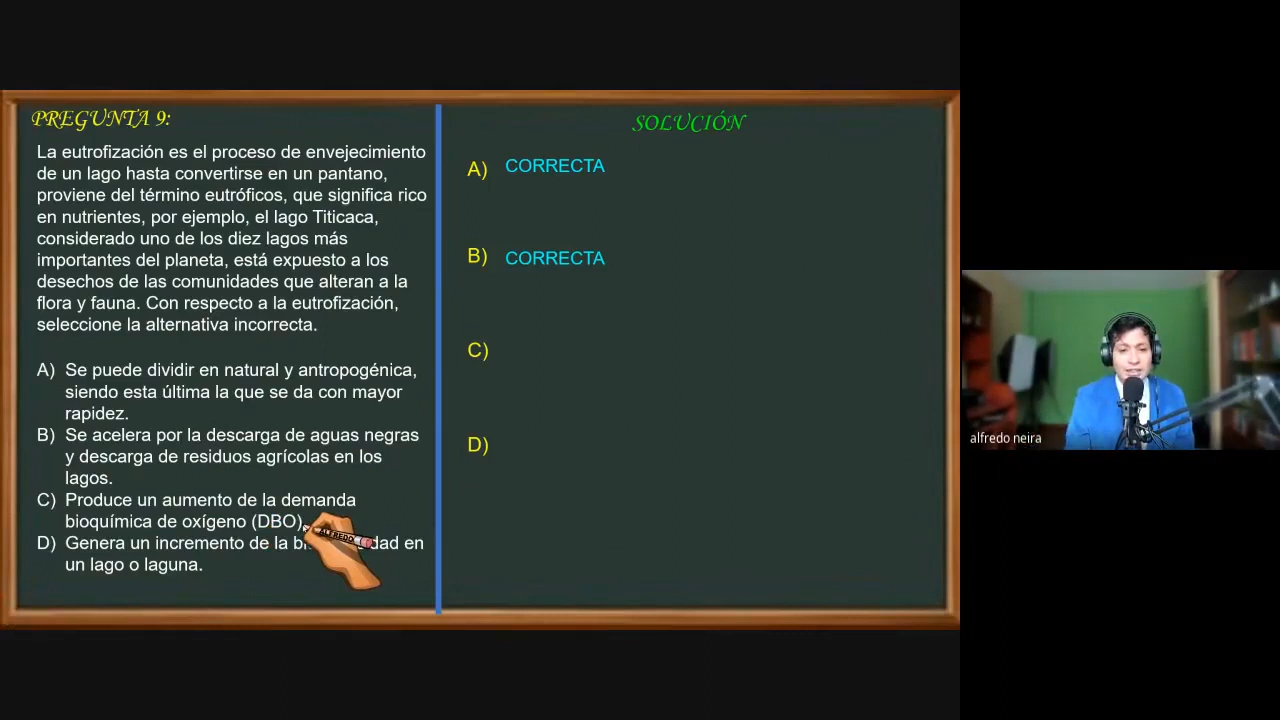 PREGUNTA 9:
La eutrofización es el proceso de envejecimiento
de un lago hasta convertirse en un pantano,
proviene del término eutróficos, que significa rico
en nutrientes, por ejemplo, el lago Titicaca,
considerado uno de los diez lagos más
importantes del planeta, está expuesto a los
desechos de las comunidades que alteran a la
flora y fauna. Con respecto a la eutrofización,
seleccione la alternativa incorrecta.
A) Se puede dividir en natural y antropogénica,
siendo esta última la que se da con mayor
rapidez.
B) Se acelera por la descarga de aguas negras
y descarga de residuos agrícolas en los
lagos.
C) Produce un aumento de la demanda
bioquímica de oxígeno (DBO)
D) Genera un incremento de la en
un lago o laguna.
ALFREDO
SOLUCIÓN
A) CORRECTA
B) CORRECTA
C)
D)
alfredo neira